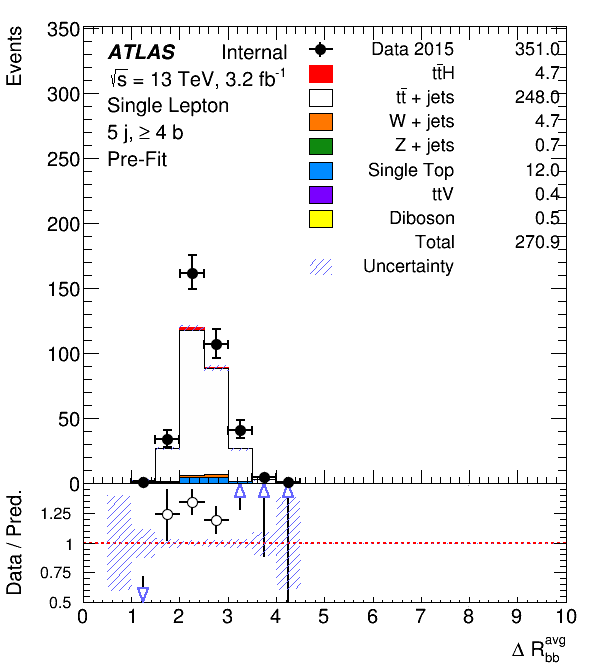 Events
350
300
250
200
150
100
50
0
ATLAS Internal
√s = 13 TeV, 3.2 fb⁻¹
Single Lepton
5 j, ≥ 4 b
Pre-Fit
Data 2015 351.0
tt̄H 4.7
tt̄ + jets 248.0
W + jets 4.7
Z + jets 0.7
Single Top 12.0
ttV 0.4
Diboson 0.5
Total 270.9
Uncertainty
Data / Pred.
1.25
1
0.75
0.5
0 1 2 3 4 5 6 7 8 9 10
Δ R_bb^avg